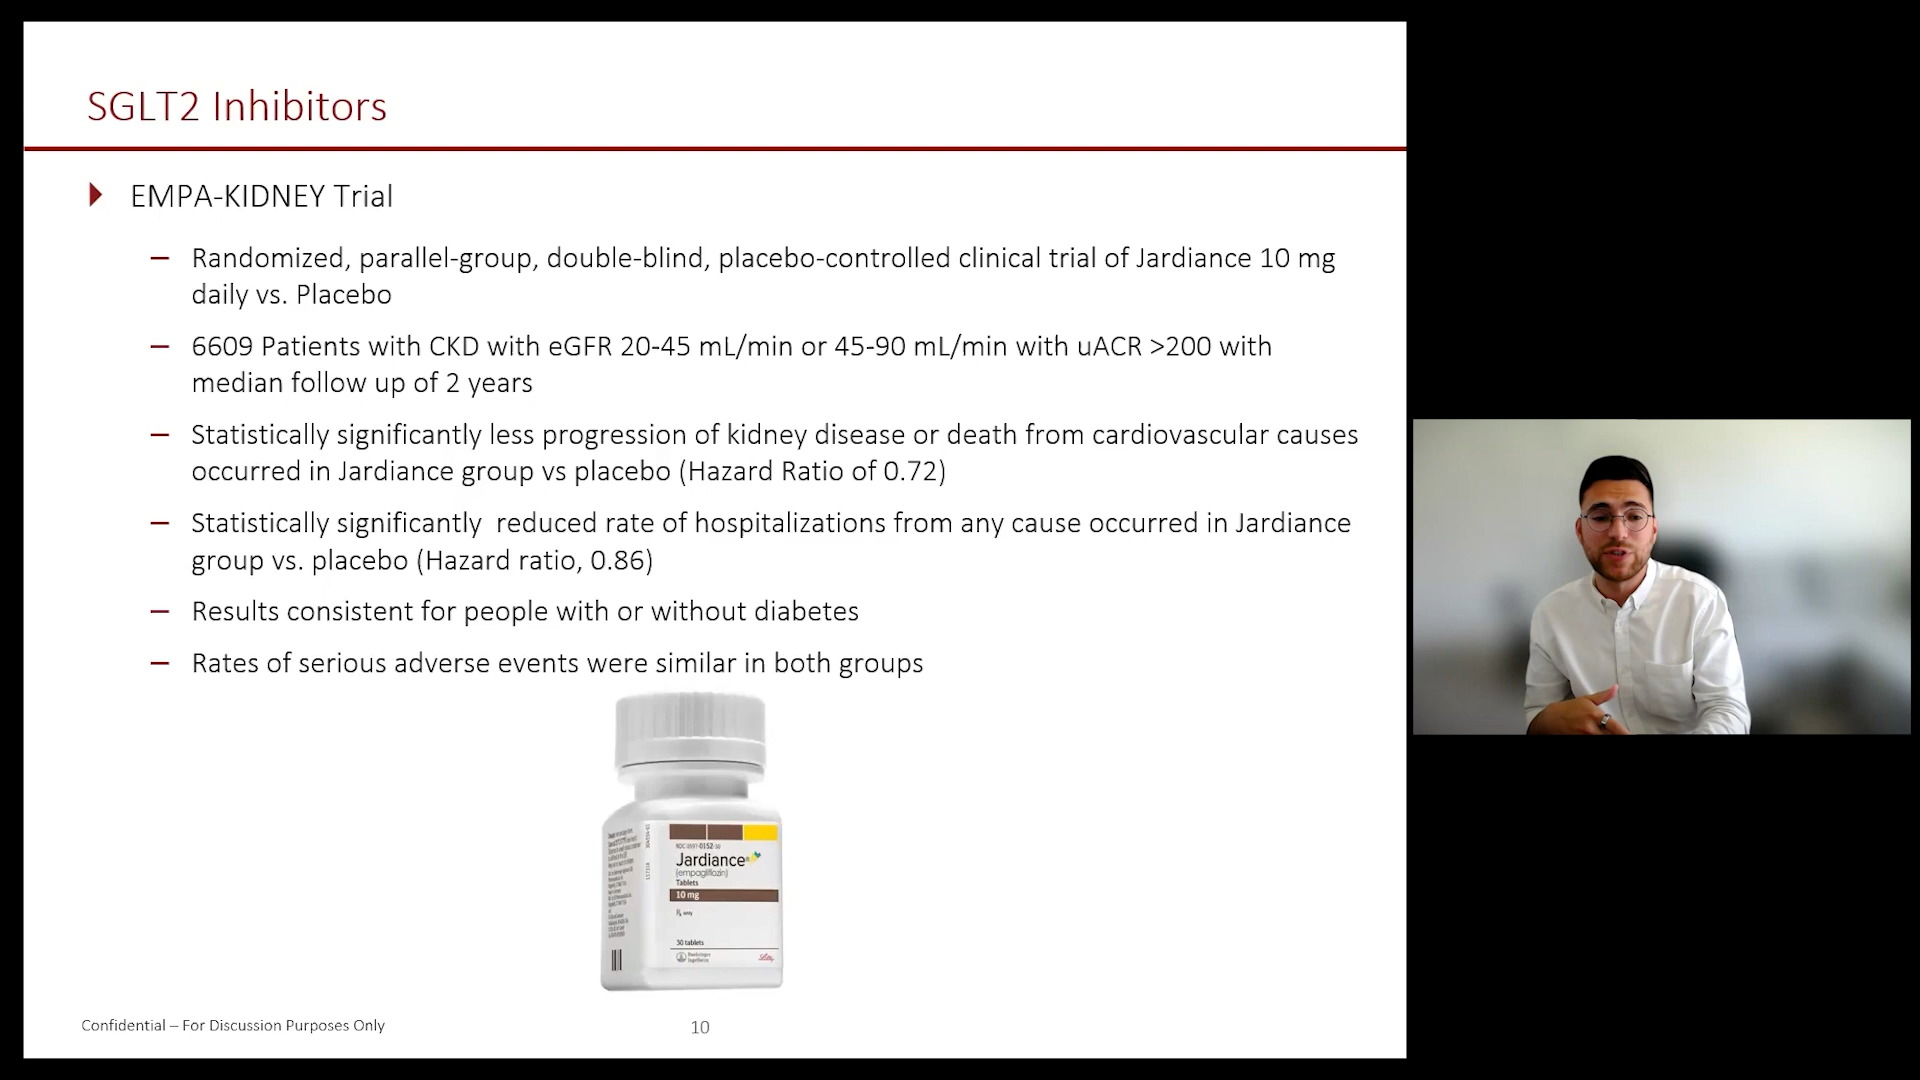 SGLT2 Inhibitors
EMPA-KIDNEY Trial
– Randomized, parallel-group, double-blind, placebo-controlled clinical trial of Jardiance 10 mg
daily vs. Placebo
– 6609 Patients with CKD with eGFR 20-45 mL/min or 45-90 mL/min with uACR >200 with
median follow up of 2 years
– Statistically significantly less progression of kidney disease or death from cardiovascular causes
occurred in Jardiance group vs placebo (Hazard Ratio of 0.72)
– Statistically significantly  reduced rate of hospitalizations from any cause occurred in Jardiance
group vs. placebo (Hazard ratio, 0.86)
– Results consistent for people with or without diabetes
– Rates of serious adverse events were similar in both groups
Jardiance®
(empagliflozin)
Tablets
10 mg
only
30 tablets
Boehringer
Ingelheim
Lilly
Confidential – For Discussion Purposes Only
10